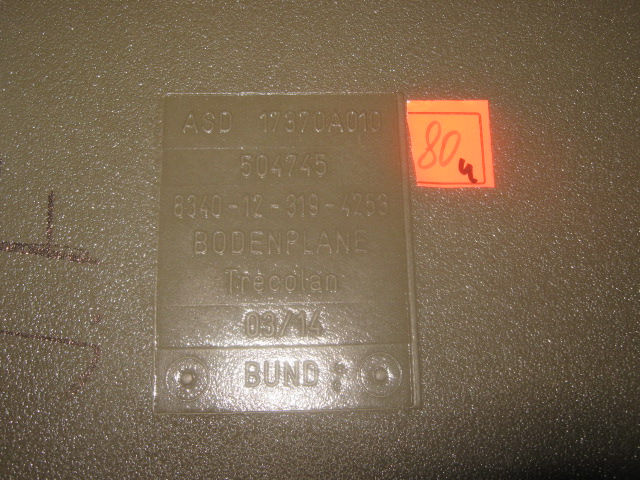 ASD 17370A010
504745
8340-12-319-4253
BODENPLANE
Trecolan
03/14
BUND
80